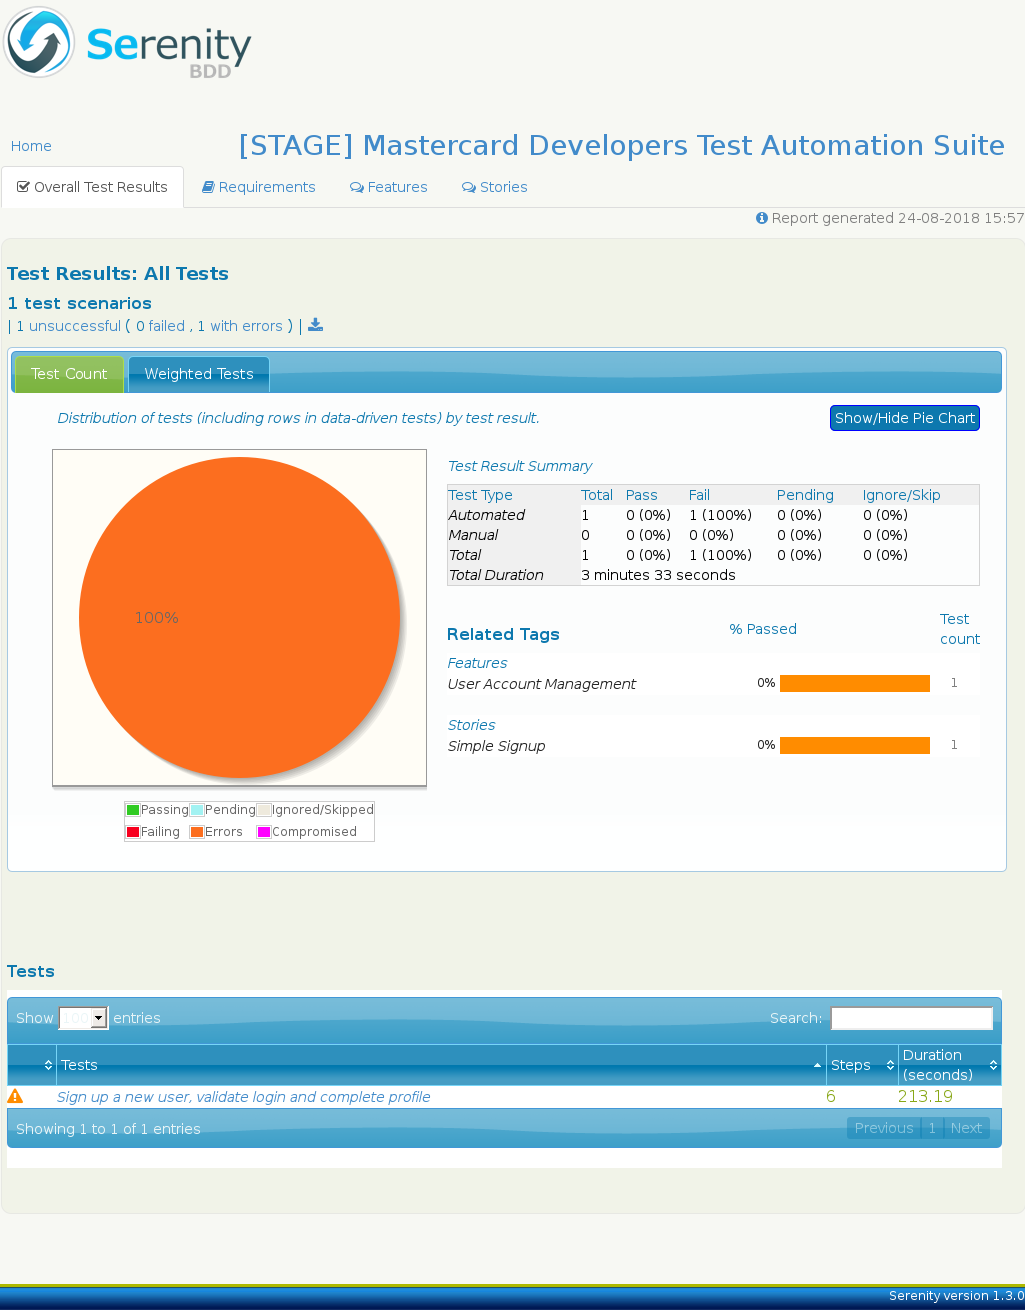 Serenity
BDD
Home
[STAGE] Mastercard Developers Test Automation Suite
Overall Test Results
Requirements
Features
Stories
Report generated 24-08-2018 15:57
Test Results: All Tests
1 test scenarios
| 1 unsuccessful ( 0 failed , 1 with errors ) |
Test Count
Weighted Tests
Distribution of tests (including rows in data-driven tests) by test result.
Show/Hide Pie Chart
100%
Passing Pending Ignored/Skipped
Failing Errors Compromised
Test Result Summary
Test Type Total Pass Fail Pending Ignore/Skip
Automated 1 0 (0%) 1 (100%) 0 (0%) 0 (0%)
Manual 0 0 (0%) 0 (0%) 0 (0%) 0 (0%)
Total 1 0 (0%) 1 (100%) 0 (0%) 0 (0%)
Total Duration 3 minutes 33 seconds
Related Tags % Passed Test
count
Features
User Account Management 0% 1
Stories
Simple Signup 0% 1
Tests
Show entries Search:
Tests Steps Duration
(seconds)
Sign up a new user, validate login and complete profile 6 213.19
Showing 1 to 1 of 1 entries Previous 1 Next
Serenity version 1.3.0